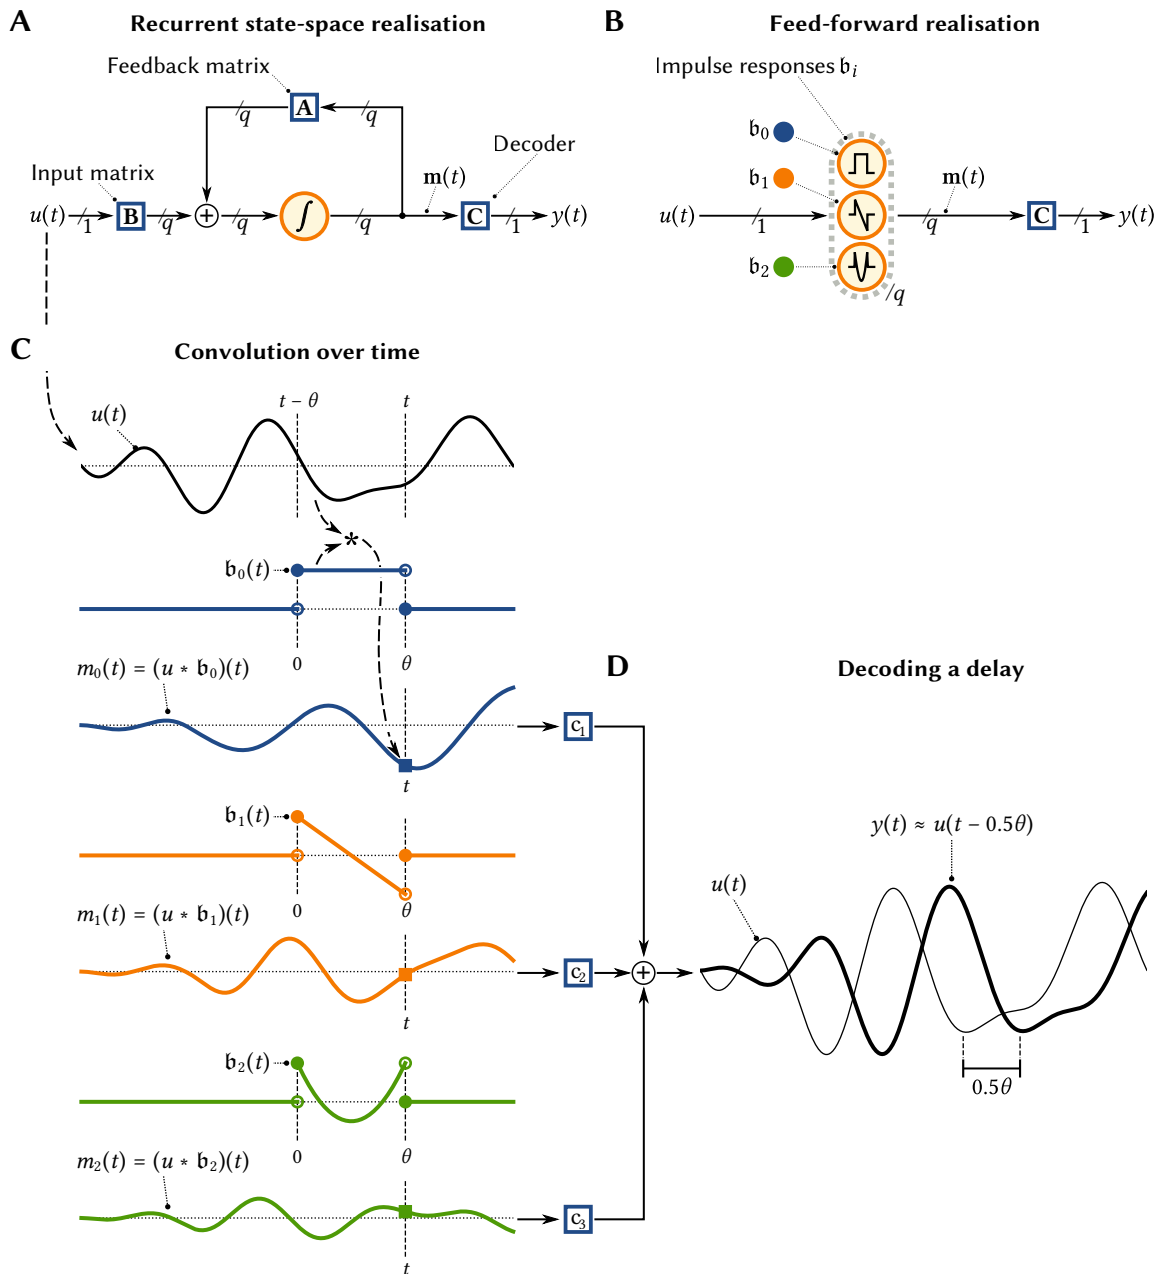 A Recurrent state-space realisation
Feedback matrix
A
/q /q
Decoder
Input matrix
m(t)
u(t) /1 B /q + /q ∫ /q C /1 y(t)
B Feed-forward realisation
Impulse responses 𝔟i
𝔟0
𝔟1
m(t)
u(t) /1 /q C /1 y(t)
𝔟2
/q
C Convolution over time
t − θ t
u(t)
*
𝔟0(t)
0 θ
m0(t) = (u * 𝔟0)(t)
c1
t
𝔟1(t)
0 θ
m1(t) = (u * 𝔟1)(t)
c2 +
t
𝔟2(t)
0 θ
m2(t) = (u * 𝔟2)(t)
c3
t
D Decoding a delay
y(t) ≈ u(t − 0.5θ)
u(t)
0.5θ